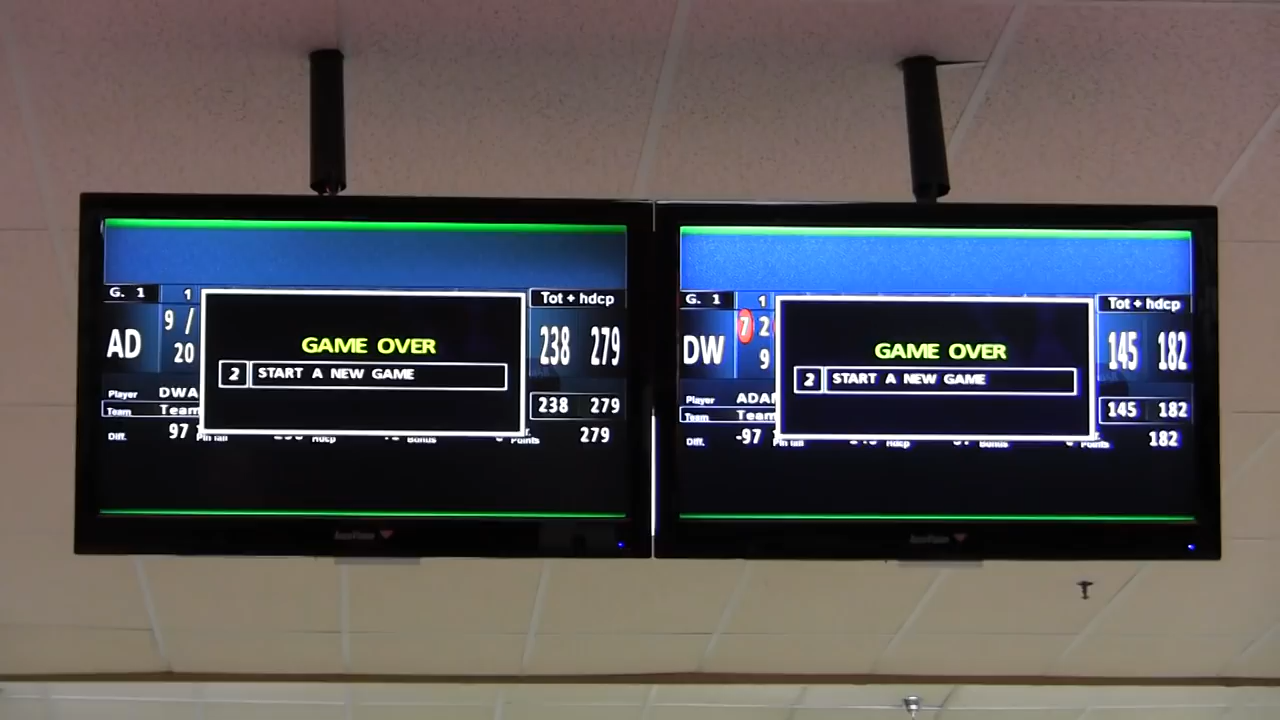 G. 1 1 Tot + hdcp
AD 9 / 238 279
20
GAME OVER
2 START A NEW GAME
Player DWA
Team Team 238 279
Diff. 97 279
G. 1 1 Tot + hdcp
DW 7 2 145 182
9
GAME OVER
2 START A NEW GAME
Player ADA
Team Team 145 182
Diff. -97 182